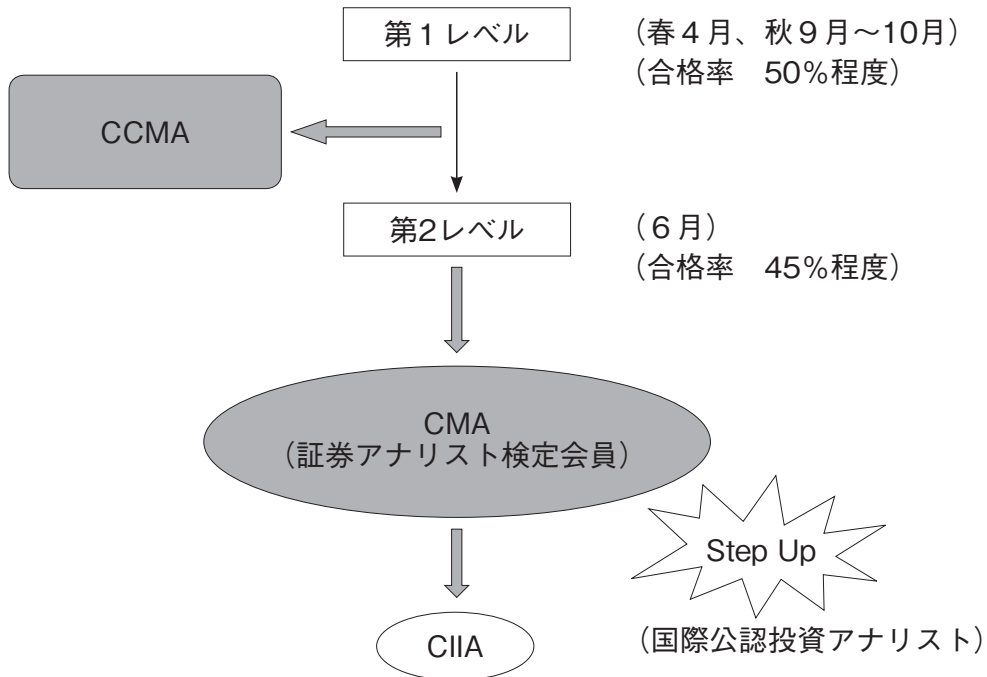 第1レベル
（春4月、秋9月～10月）
（合格率　50％程度）
CCMA
第2レベル
（6月）
（合格率　45％程度）
CMA
（証券アナリスト検定会員）
Step Up
CIIA
（国際公認投資アナリスト）